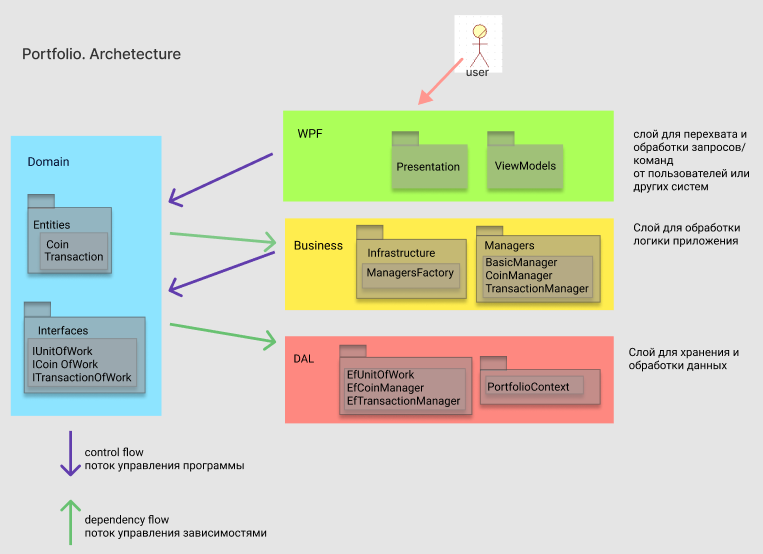 Portfolio. Archetecture
user
WPF
Presentation
ViewModels
слой для перехвата и
обработки запросов/
команд
от пользователей или
других систем
Domain
Entities
Coin
Transaction
Interfaces
IUnitOfWork
ICoin OfWork
ITransactionOfWork
Business
Infrastructure
ManagersFactory
Managers
BasicManager
CoinManager
TransactionManager
Слой для обработки
логики приложения
DAL
EfUnitOfWork
EfCoinManager
EfTransactionManager
PortfolioContext
Слой для хранения и
обработки данных
control flow
поток управления программы
dependency flow
поток управления зависимостями